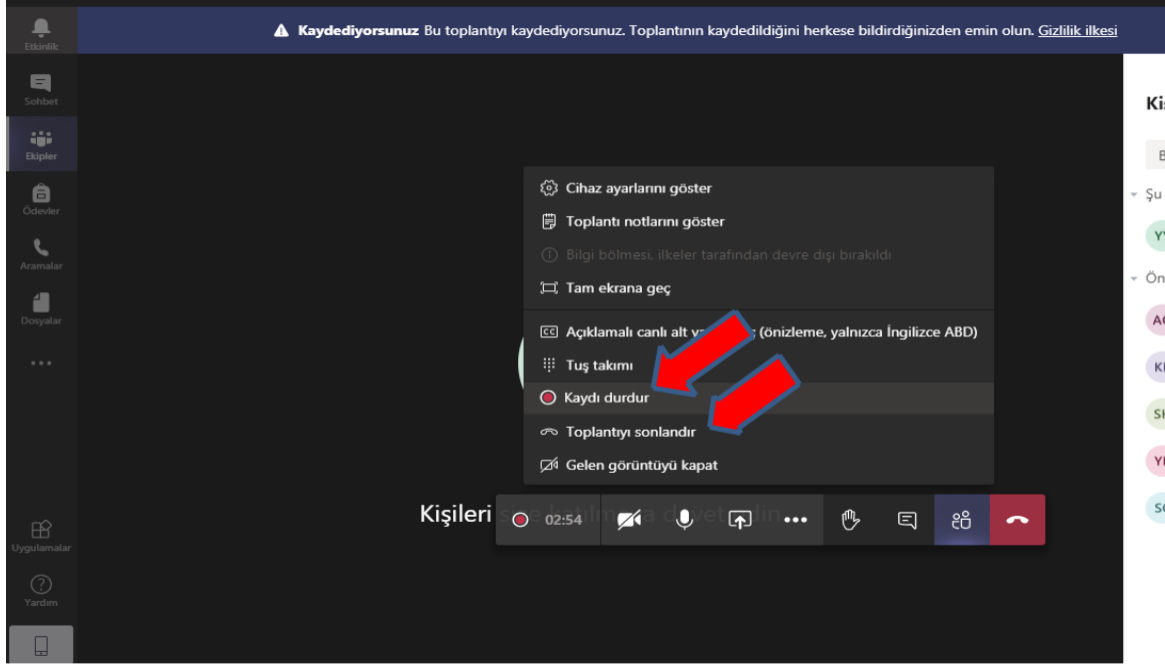 Kaydediyorsunuz Bu toplantıyı kaydediyorsunuz. Toplantının kaydedildiğini herkese bildirdiğinizden emin olun. Gizlilik ilkesi
Etkinlik
Sohbet
Ekipler
Ödevler
Aramalar
Dosyalar
Uygulamalar
Yardım
Cihaz ayarlarını göster
Toplantı notlarını göster
Bilgi bölmesi, ilkeler tarafından devre dışı bırakıldı
Tam ekrana geç
CC Açıklamalı canlı alt (önizleme, yalnızca İngilizce ABD)
Tuş takımı
Kaydı durdur
Toplantıyı sonlandır
Gelen görüntüyü kapat
Kişileri
02:54
Şu